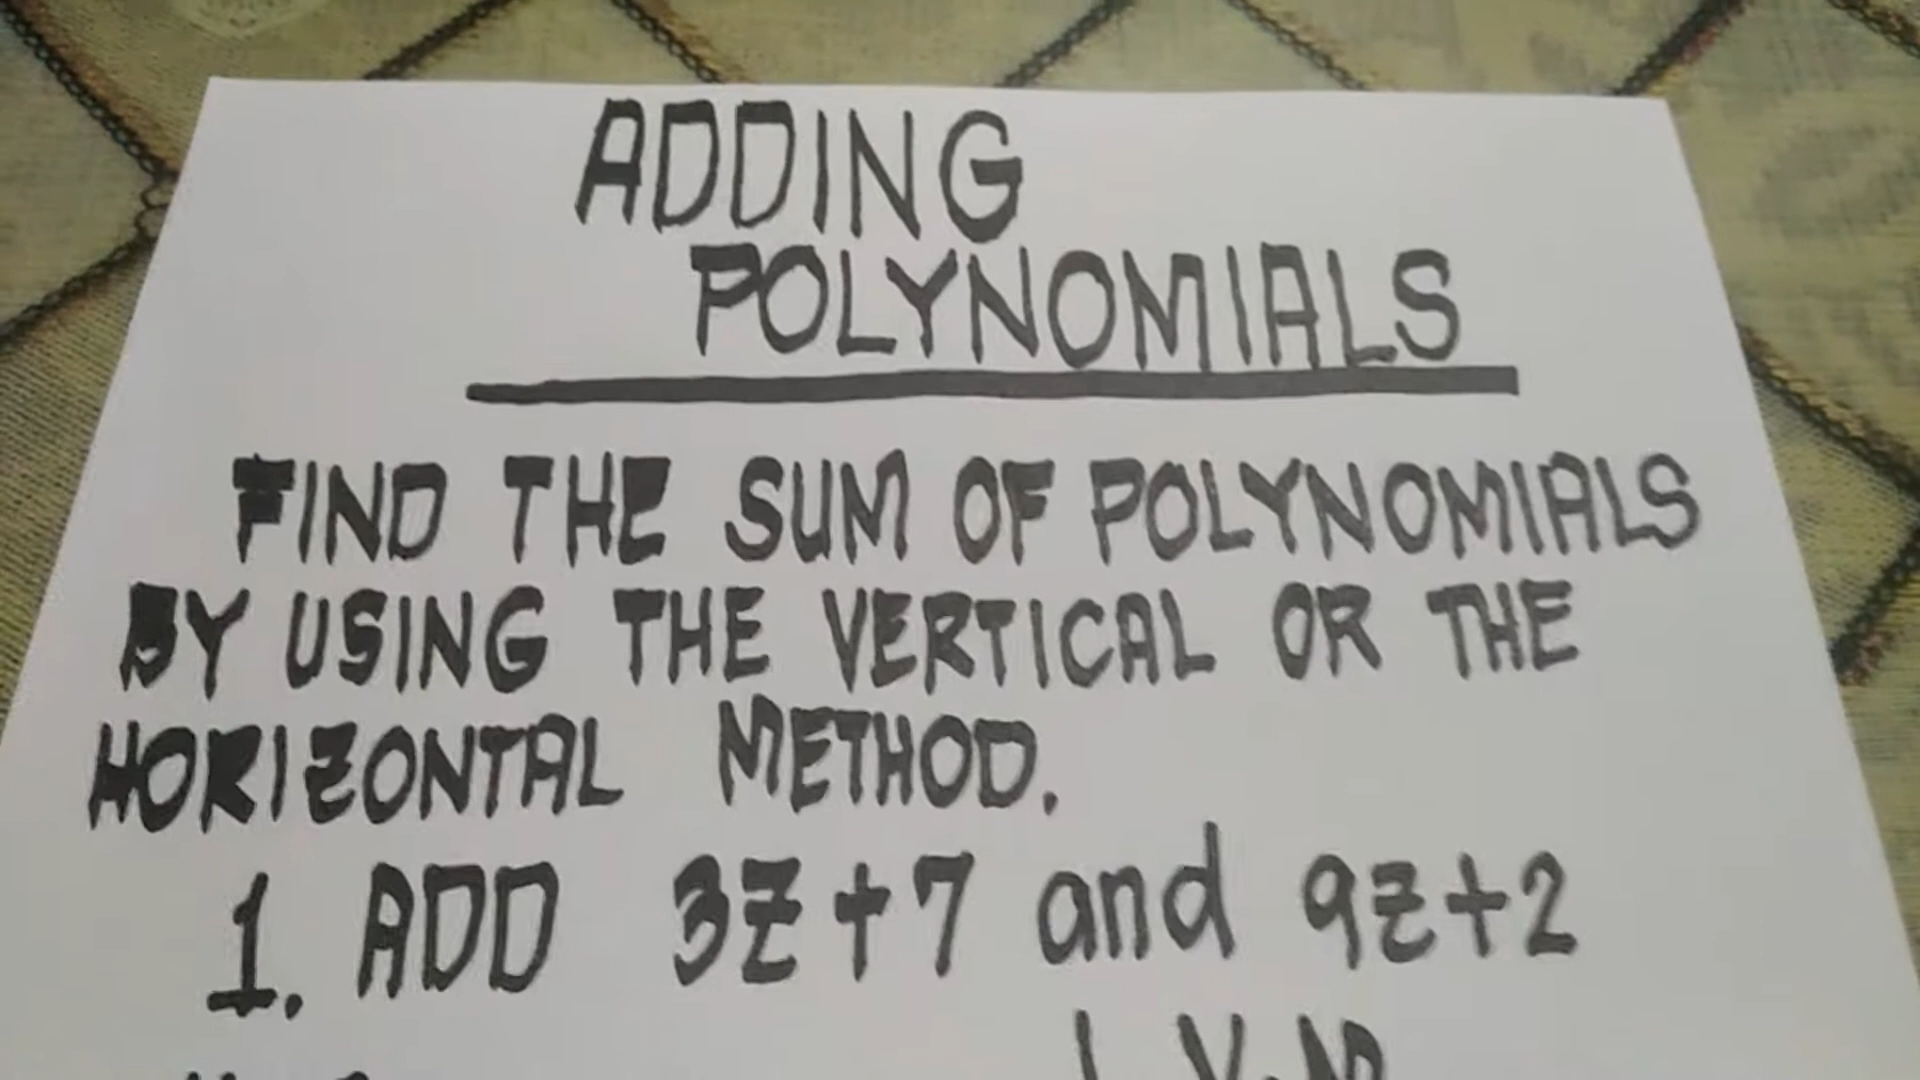 ADDING
POLYNOMIALS
FIND THE SUM OF POLYNOMIALS
BY USING THE VERTICAL OR THE
HORIZONTAL METHOD.
1. ADD 3Z+7 and 9z+2